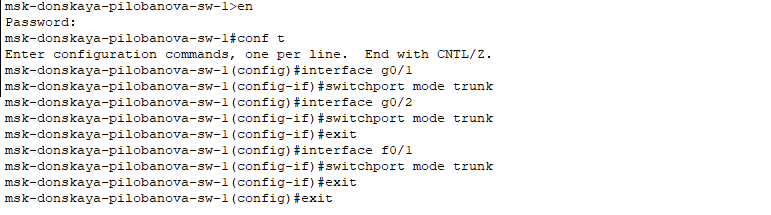 msk-donskaya-pilobanova-sw-1>en
Password:
msk-donskaya-pilobanova-sw-1#conf t
Enter configuration commands, one per line.  End with CNTL/Z.
msk-donskaya-pilobanova-sw-1(config)#interface g0/1
msk-donskaya-pilobanova-sw-1(config-if)#switchport mode trunk
msk-donskaya-pilobanova-sw-1(config-if)#interface g0/2
msk-donskaya-pilobanova-sw-1(config-if)#switchport mode trunk
msk-donskaya-pilobanova-sw-1(config-if)#exit
msk-donskaya-pilobanova-sw-1(config)#interface f0/1
msk-donskaya-pilobanova-sw-1(config-if)#switchport mode trunk
msk-donskaya-pilobanova-sw-1(config-if)#exit
msk-donskaya-pilobanova-sw-1(config)#exit